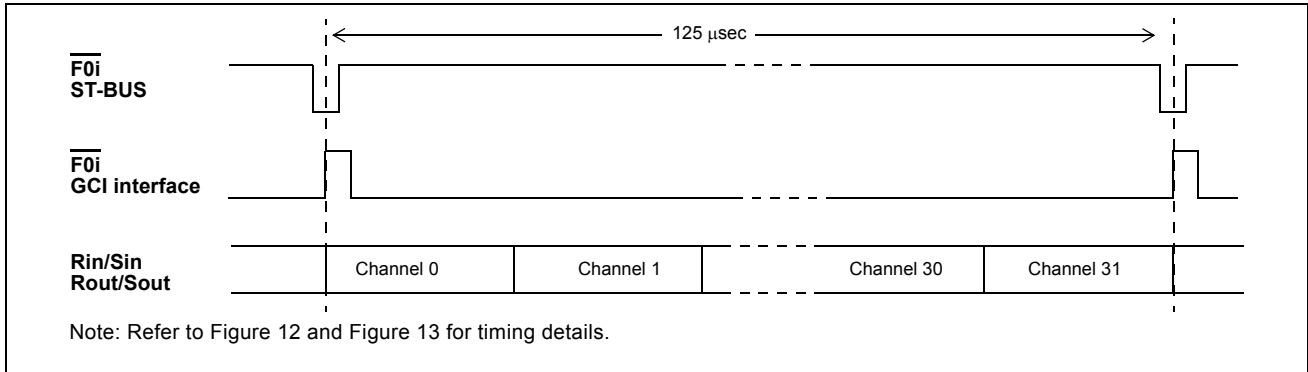 125 μsec
F0i
ST-BUS
F0i
GCI interface
Rin/Sin
Rout/Sout
Channel 0
Channel 1
Channel 30
Channel 31
Note: Refer to Figure 12 and Figure 13 for timing details.